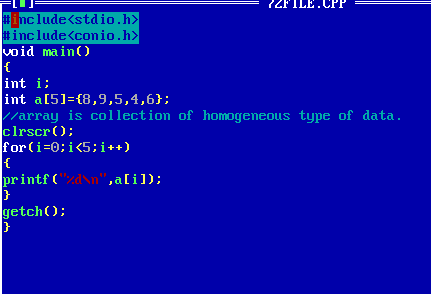 [■] 72FILE.CPP
#include<stdio.h>
#include<conio.h>
void main()
{
int i;
int a[5]={8,9,5,4,6};
//array is collection of homogeneous type of data.
clrscr();
for(i=0;i<5;i++)
{
printf("%d\n",a[i]);
}
getch();
}